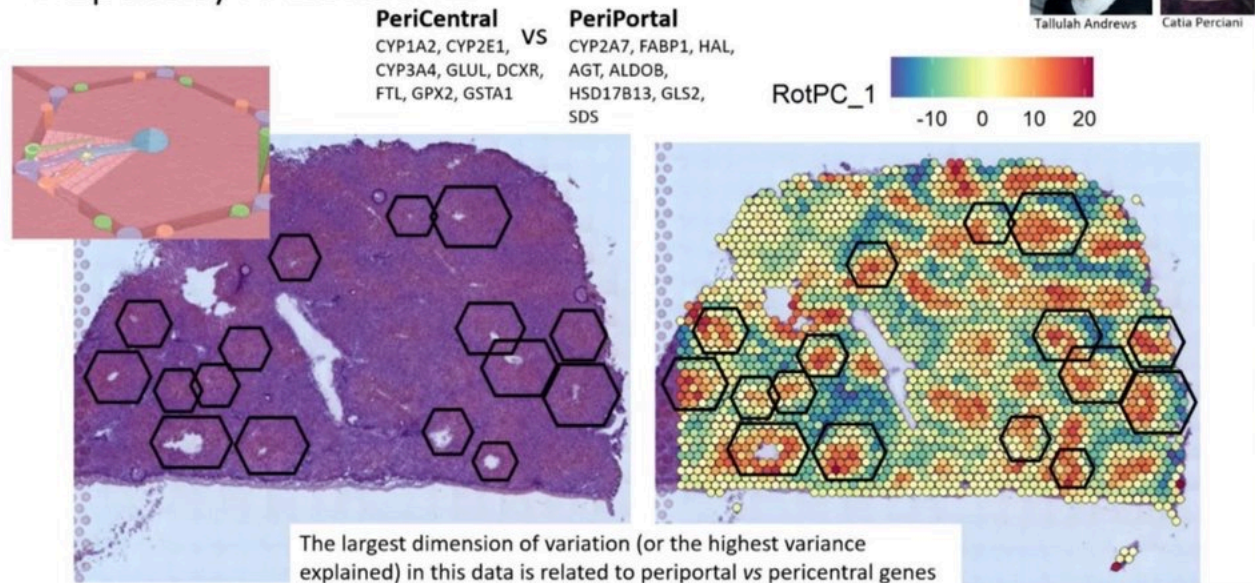 PeriCentral
CYP1A2, CYP2E1,
CYP3A4, GLUL, DCXR,
FTL, GPX2, GSTA1
vs
PeriPortal
CYP2A7, FABP1, HAL,
AGT, ALDOB,
HSD17B13, GLS2,
SDS
Tallulah Andrews
Catia Perciani
RotPC_1
-10 0 10 20
The largest dimension of variation (or the highest variance
explained) in this data is related to periportal vs pericentral genes